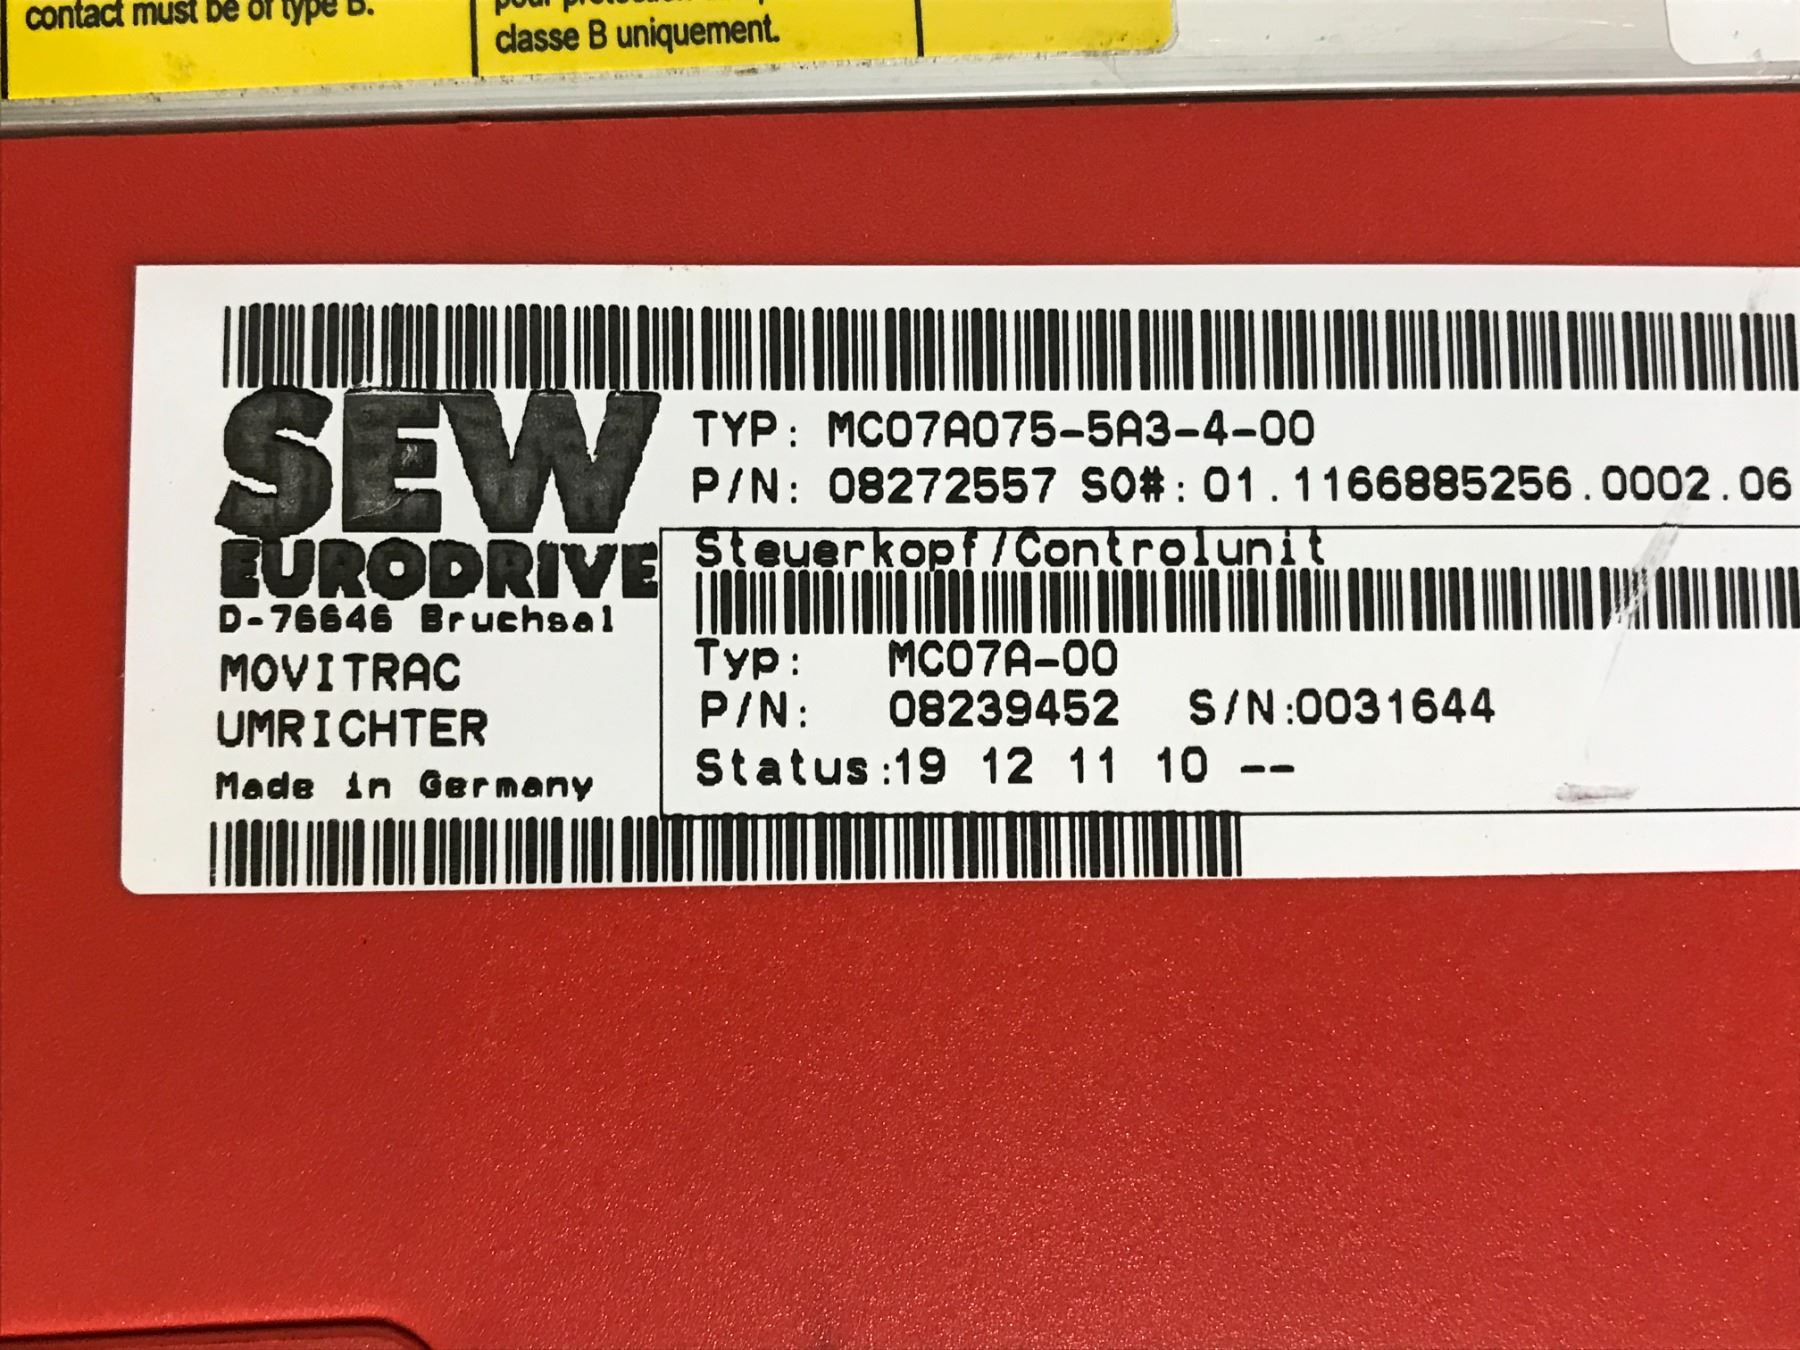 contact must be of type B.
classe B uniquement.
SEW
EURODRIVE
D-76646 Bruchsal
MOVITRAC
UMRICHTER
Made in Germany
TYP: MC07A075-5A3-4-00
P/N: 08272557 SO#: 01.1166885256.0002.06
Steuerkopf/Controlunit
Typ: MC07A-00
P/N: 08239452 S/N:0031644
Status:19 12 11 10 --